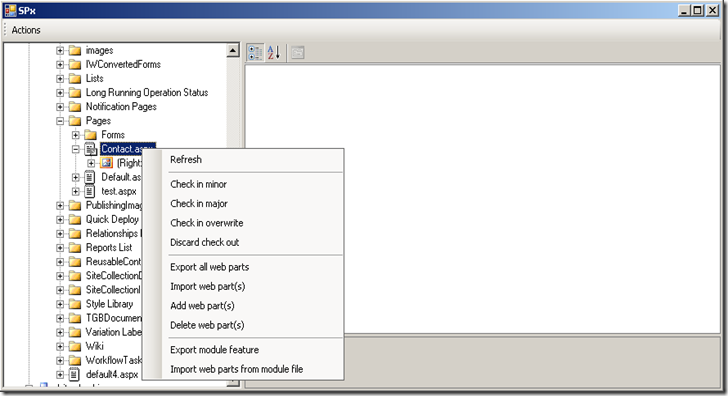 SPx
Actions
images
IWConvertedForms
Lists
Long Running Operation Status
Notification Pages
Pages
Forms
Contact.aspx
(Right
Default.as
test.aspx
PublishingImag
Quick Deploy
Relationships
Reports List
ReusableCont
SiteCollectionD
SiteCollectionI
Style Library
TGBDocumen
Variation Labe
Wiki
WorkflowTask
default4.aspx
Refresh
Check in minor
Check in major
Check in overwrite
Discard check out
Export all web parts
Import web part(s)
Add web part(s)
Delete web part(s)
Export module feature
Import web parts from module file